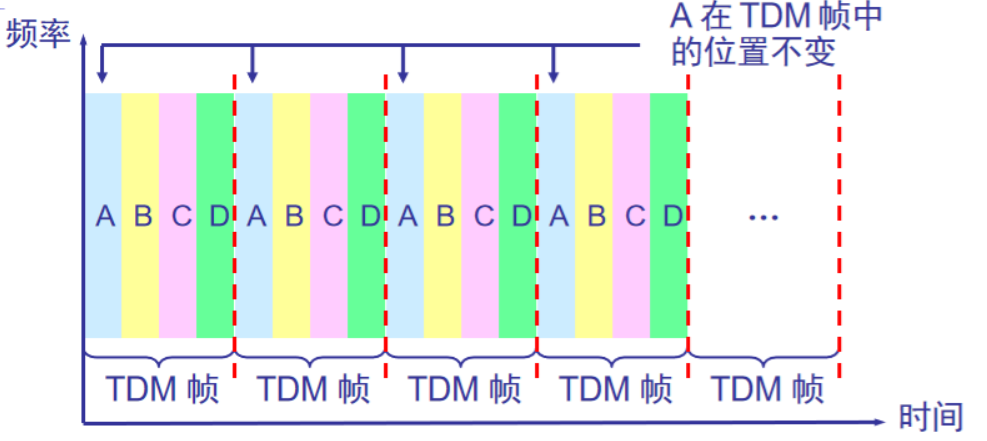 A 在 TDM 帧中
的位置不变
频率
A B C D A B C D A B C D A B C D ...
TDM 帧 TDM 帧 TDM 帧 TDM 帧 TDM 帧
时间